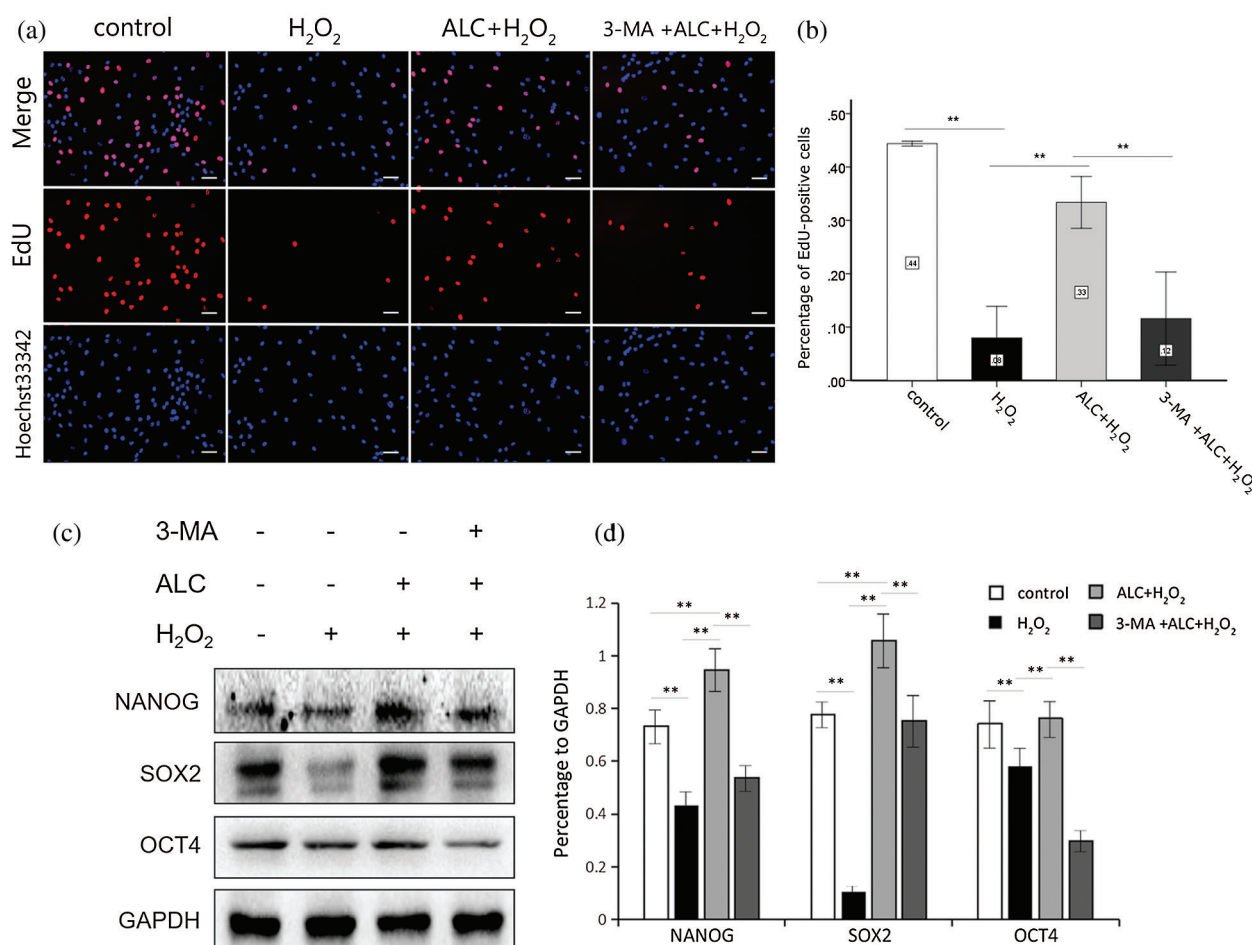 (a)
control
H₂O₂
ALC+H₂O₂
3-MA +ALC+H₂O₂
Merge
EdU
Hoechst33342
(b)
Percentage of EdU-positive cells
.50
.40
.30
.20
.10
.00
**
**
**
.44
.08
.33
.12
control
H₂O₂
ALC+H₂O₂
3-MA +ALC+H₂O₂
(c)
3-MA - - - +
ALC - - + +
H₂O₂ - + + +
NANOG
SOX2
OCT4
GAPDH
(d)
control
H₂O₂
ALC+H₂O₂
3-MA +ALC+H₂O₂
Percentage to GAPDH
1.2
1
0.8
0.6
0.4
0.2
0
** ** ** **
** ** ** **
** ** **
NANOG SOX2 OCT4